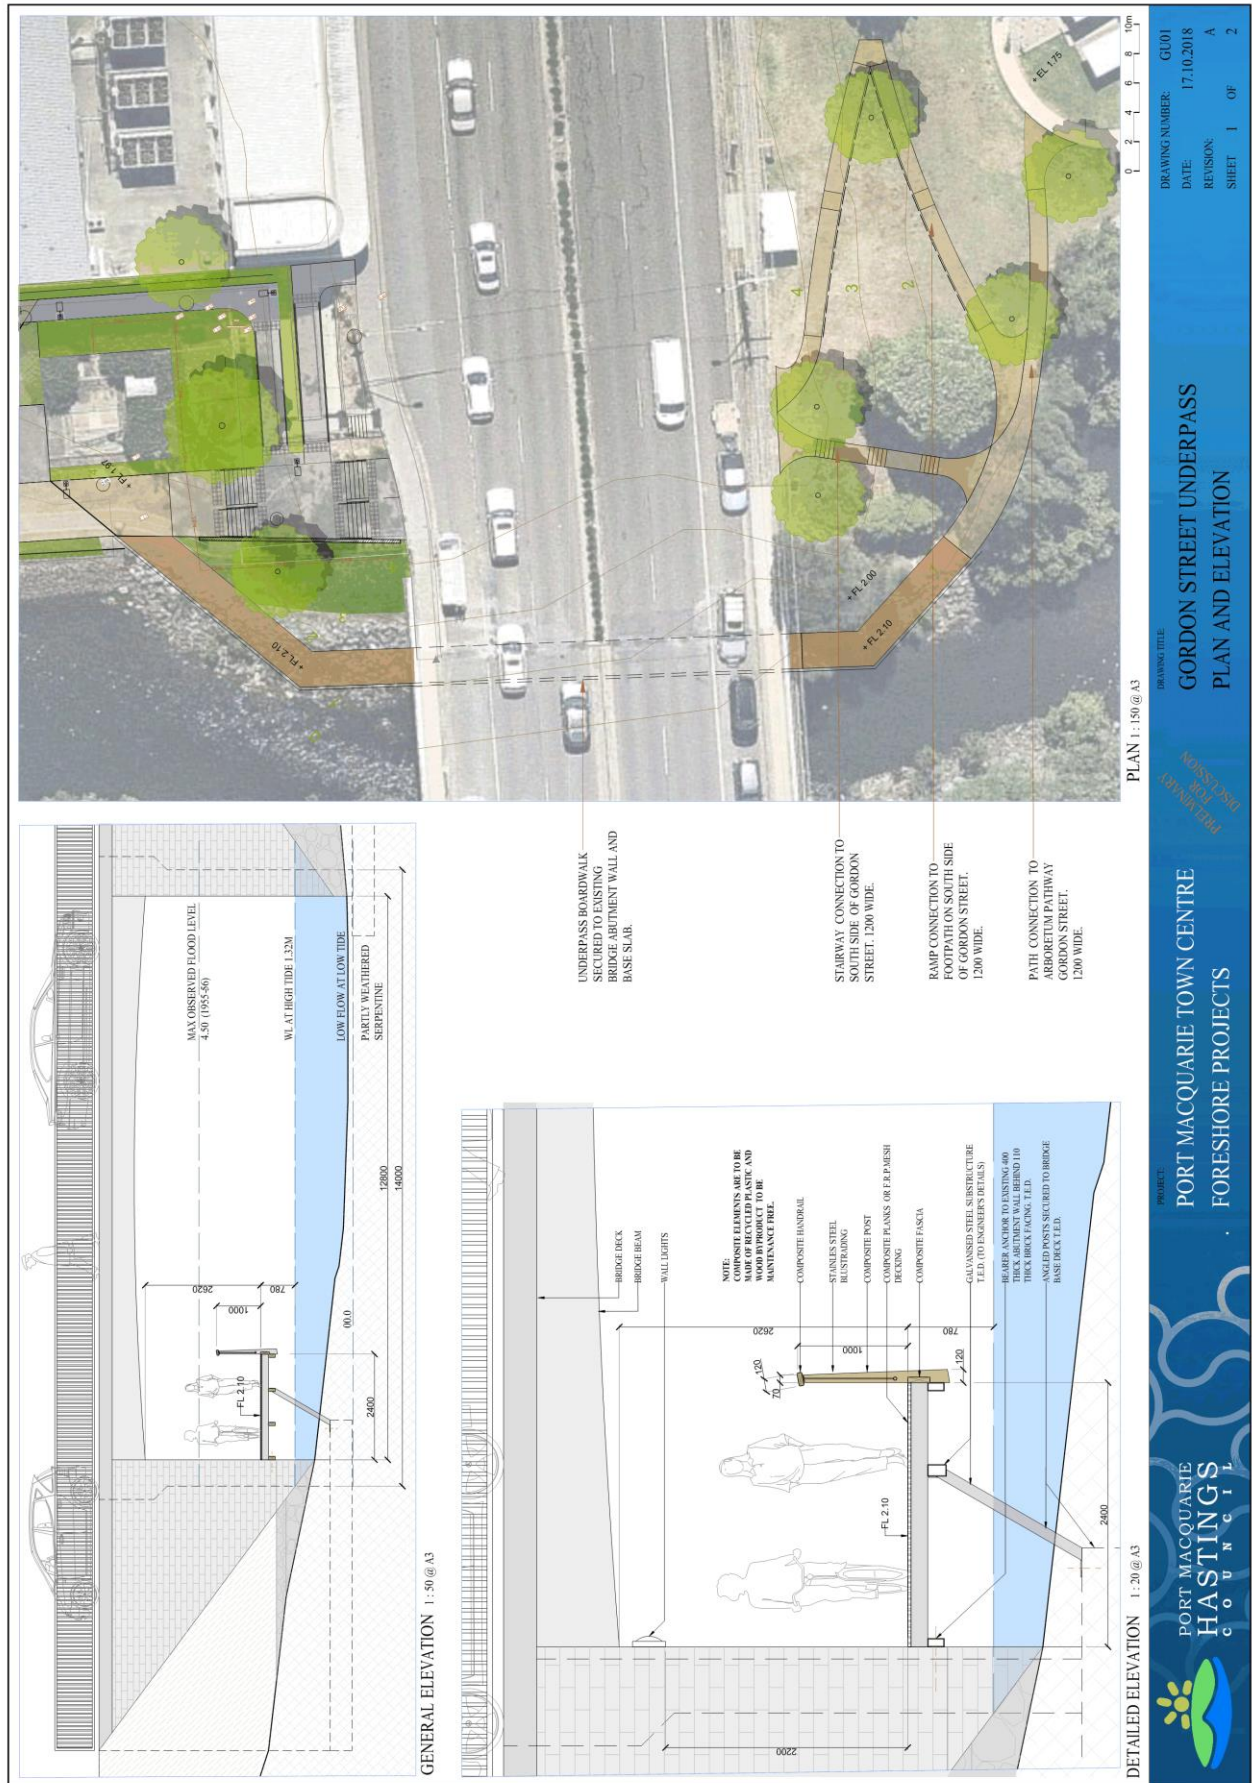 GENERAL ELEVATION 1 : 50 @ A3
MAX OBSERVED FLOOD LEVEL
4.50 (1955-56)
WL AT HIGH TIDE 1.32M
LOW FLOW AT LOW TIDE
PARTLY WEATHERED
SERPENTINE
2620
780
1000
00.0
FL 2.10
2400
12800
14000
DETAILED ELEVATION 1 : 20 @ A3
BRIDGE DECK
BRIDGE BEAM
WALL LIGHTS
NOTE:
COMPOSITE ELEMENTS ARE TO BE
MADE OF RECYCLED PLASTIC AND
WOOD BYPRODUCT TO BE
MAINTENANCE FREE.
COMPOSITE HANDRAIL
STAINLES STEEL
BLUSTRADING
COMPOSITE POST
COMPOSITE PLANKS OR F.R.P.MESH
DECKING
COMPOSITE FASCIA
GALVANISED STEEL SUBSTRUCTURE
T.E.D. (TO ENGINEER'S DETAILS)
BEARER ANCHOR TO EXISTING 400
THICK ABUTMENT WALL BEHIND 110
THICK BRICK FACING. T.E.D.
ANGLED POSTS SECURED TO BRIDGE
BASE DECK T.E.D.
2620
780
1000
120
70
120
FL 2.10
2200
2400
UNDERPASS BOARDWALK
SECURED TO EXISTING
BRIDGE ABUTMENT WALL AND
BASE SLAB.
STAIRWAY CONNECTION TO
SOUTH SIDE OF GORDON
STREET. 1200 WIDE.
RAMP CONNECTION TO
FOOTPATH ON SOUTH SIDE
OF GORDON STREET.
1200 WIDE.
PATH CONNECTION TO
ARBORETUM PATHWAY
GORDON STREET.
1200 WIDE.
PLAN 1 : 150 @ A3
+ FL 1.97
+ FL 2.10
+ FL 2.00
+ FL 2.10
+ EL 1.75
4
3
2
0 2 4 6 8 10m
PORT MACQUARIE
HASTINGS
COUNCIL
PROJECT:
PORT MACQUARIE TOWN CENTRE
FORESHORE PROJECTS
PRELMINARY
FOR
DISCUSSION
DRAWING TITLE:
GORDON STREET UNDERPASS
PLAN AND ELEVATION
DRAWING NUMBER: GU01
DATE: 17.10.2018
REVISION: A
SHEET 1 OF 2